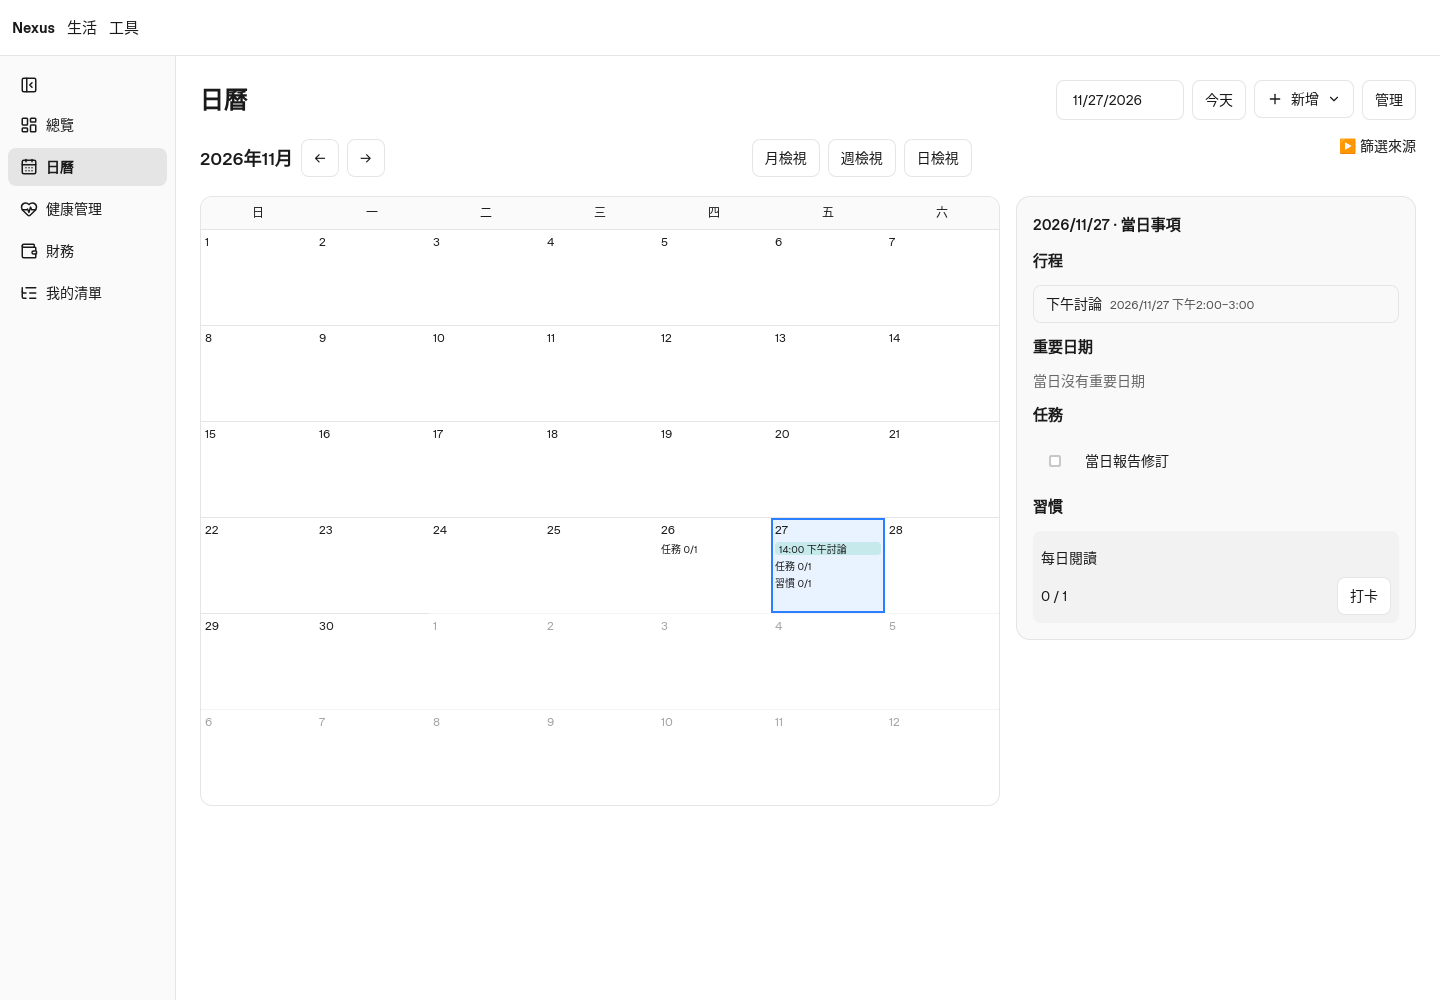 Nexus 生活 工具
總覽
日曆
健康管理
財務
我的清單
日曆
11/27/2026 今天 新增 管理
2026年11月 ← →
月檢視 週檢視 日檢視
▶️ 篩選來源
日 一 二 三 四 五 六
1 2 3 4 5 6 7
8 9 10 11 12 13 14
15 16 17 18 19 20 21
22 23 24 25 26 27 28
任務 0/1
14:00 下午討論
任務 0/1
習慣 0/1
29 30 1 2 3 4 5
6 7 8 9 10 11 12
2026/11/27 · 當日事項
行程
下午討論 2026/11/27 下午2:00–3:00
重要日期
當日沒有重要日期
任務
當日報告修訂
習慣
每日閱讀
0 / 1 打卡